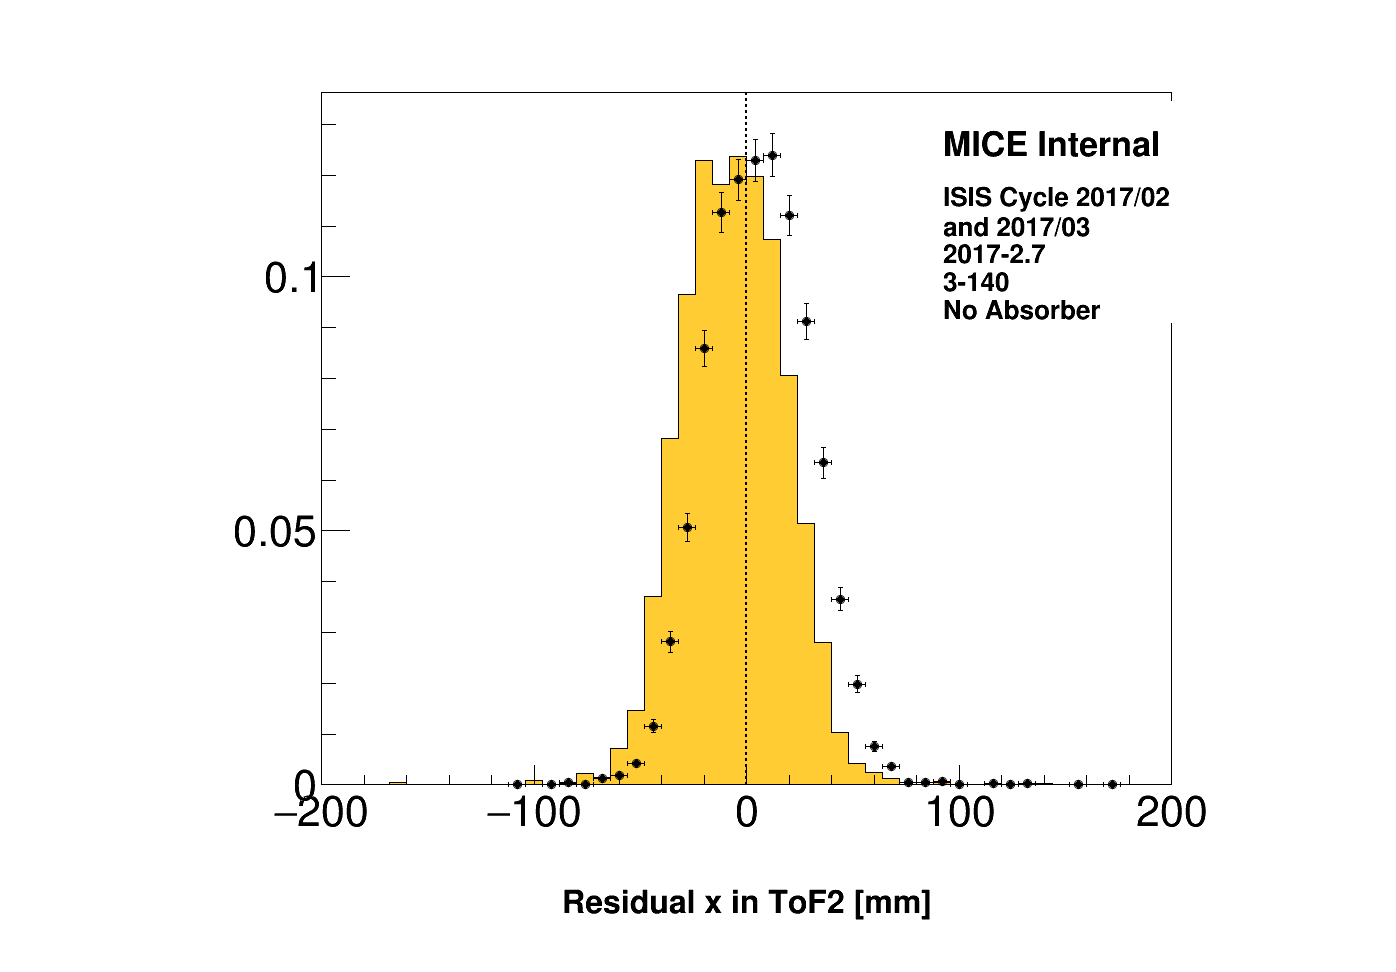 MICE Internal
ISIS Cycle 2017/02
and 2017/03
2017-2.7
3-140
No Absorber
0.1
0.05
0
−200 −100 0 100 200
Residual x in ToF2 [mm]